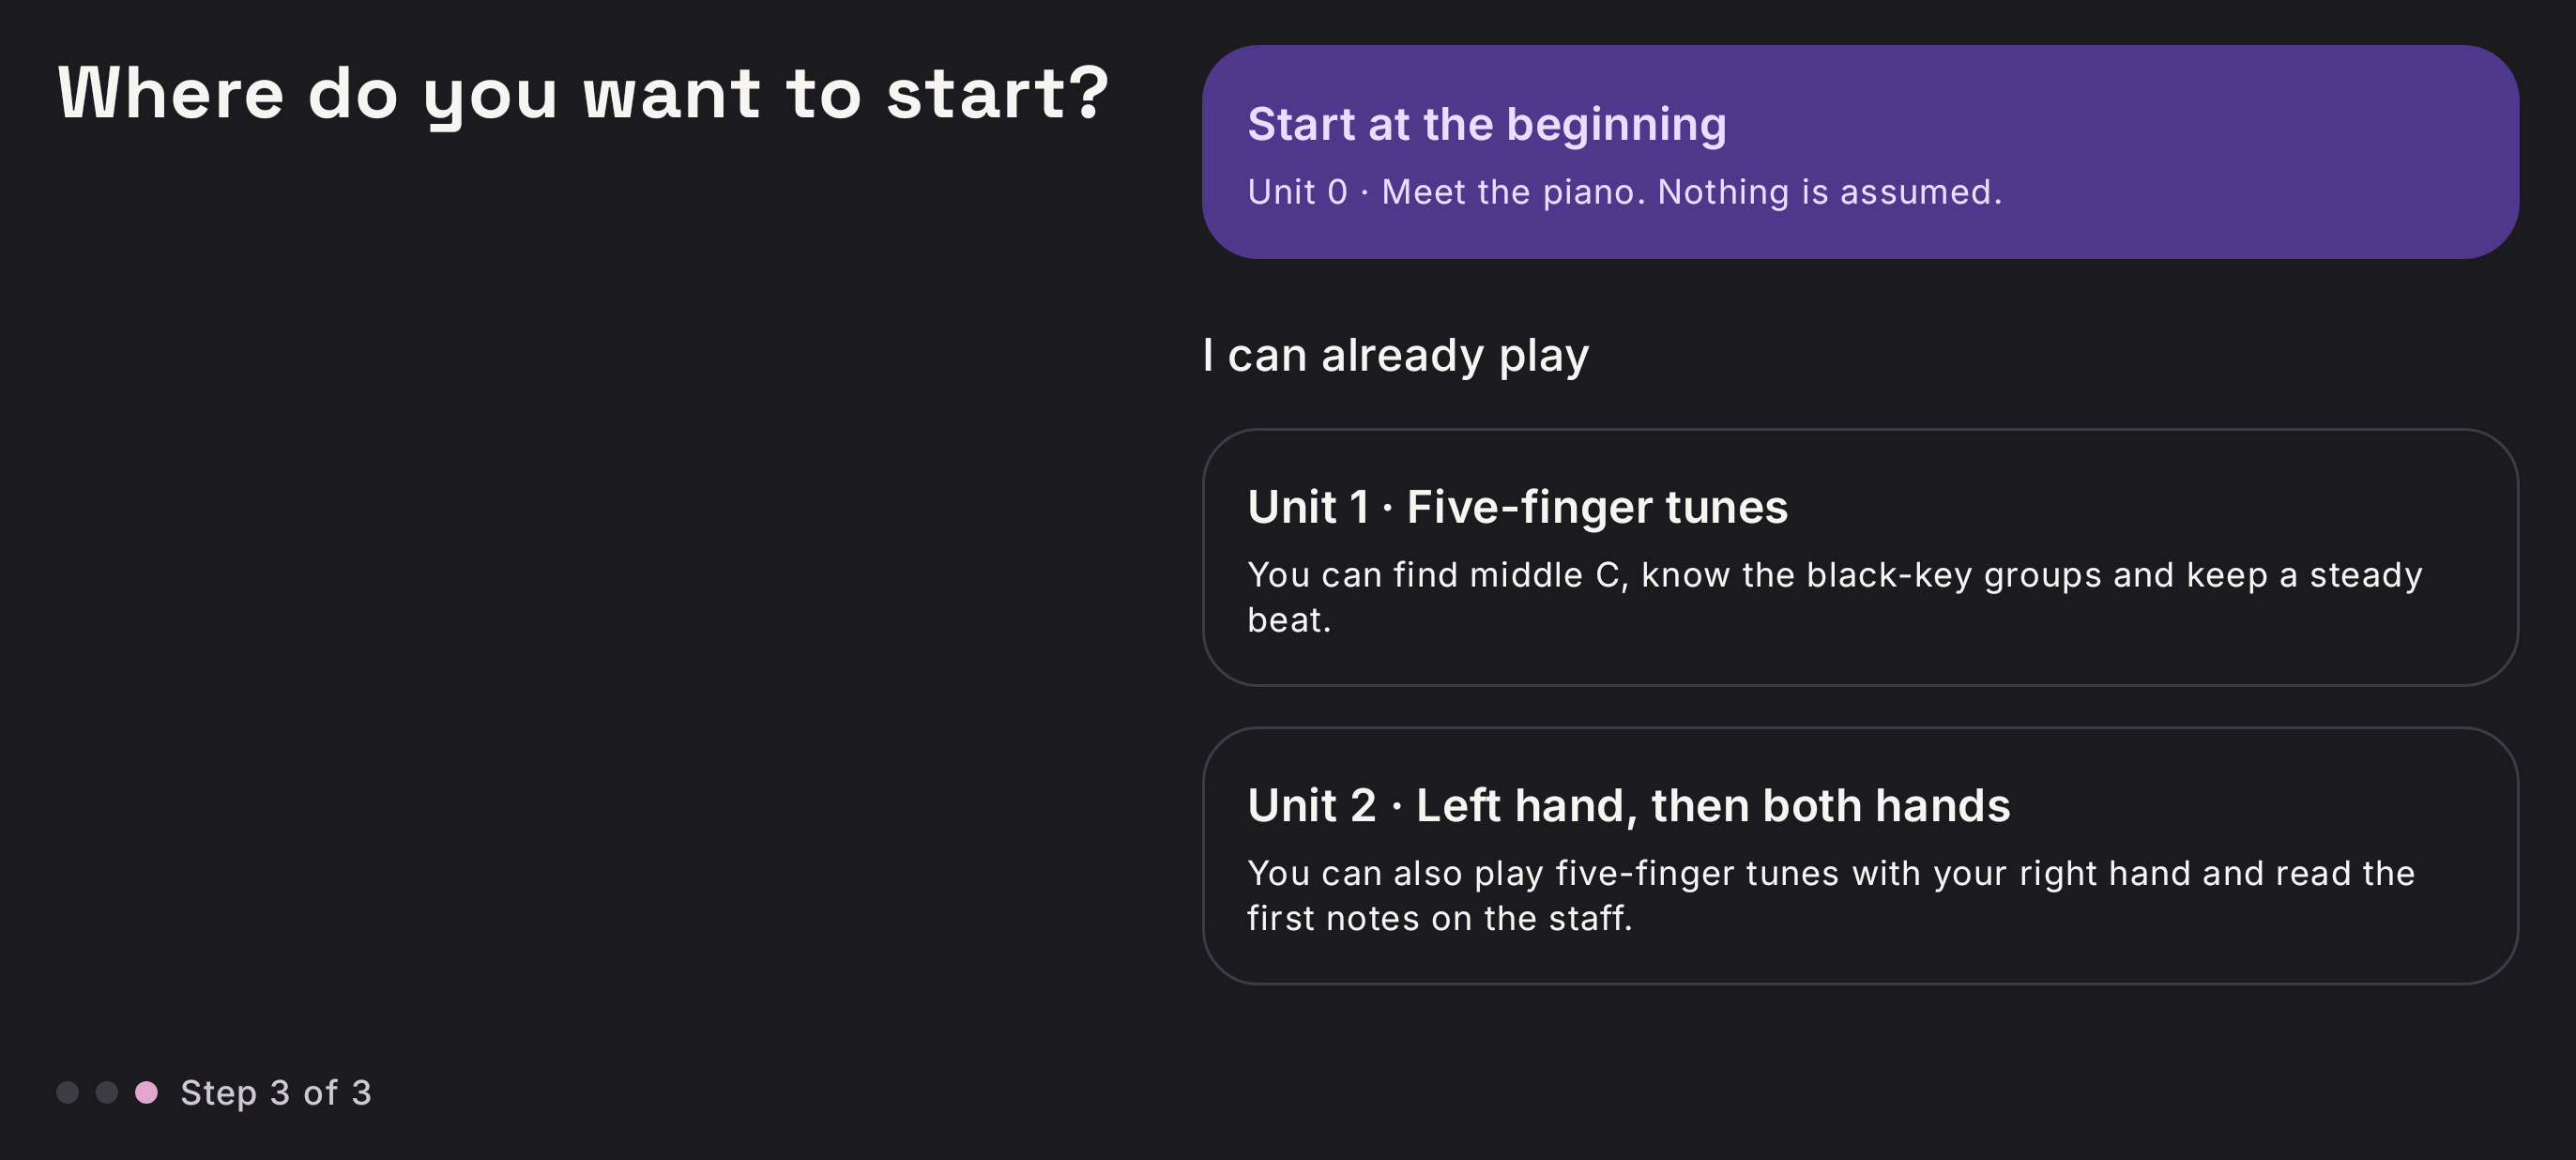 Where do you want to start?
Start at the beginning
Unit 0 · Meet the piano. Nothing is assumed.
I can already play
Unit 1 · Five-finger tunes
You can find middle C, know the black-key groups and keep a steady
beat.
Unit 2 · Left hand, then both hands
You can also play five-finger tunes with your right hand and read the
first notes on the staff.
Step 3 of 3